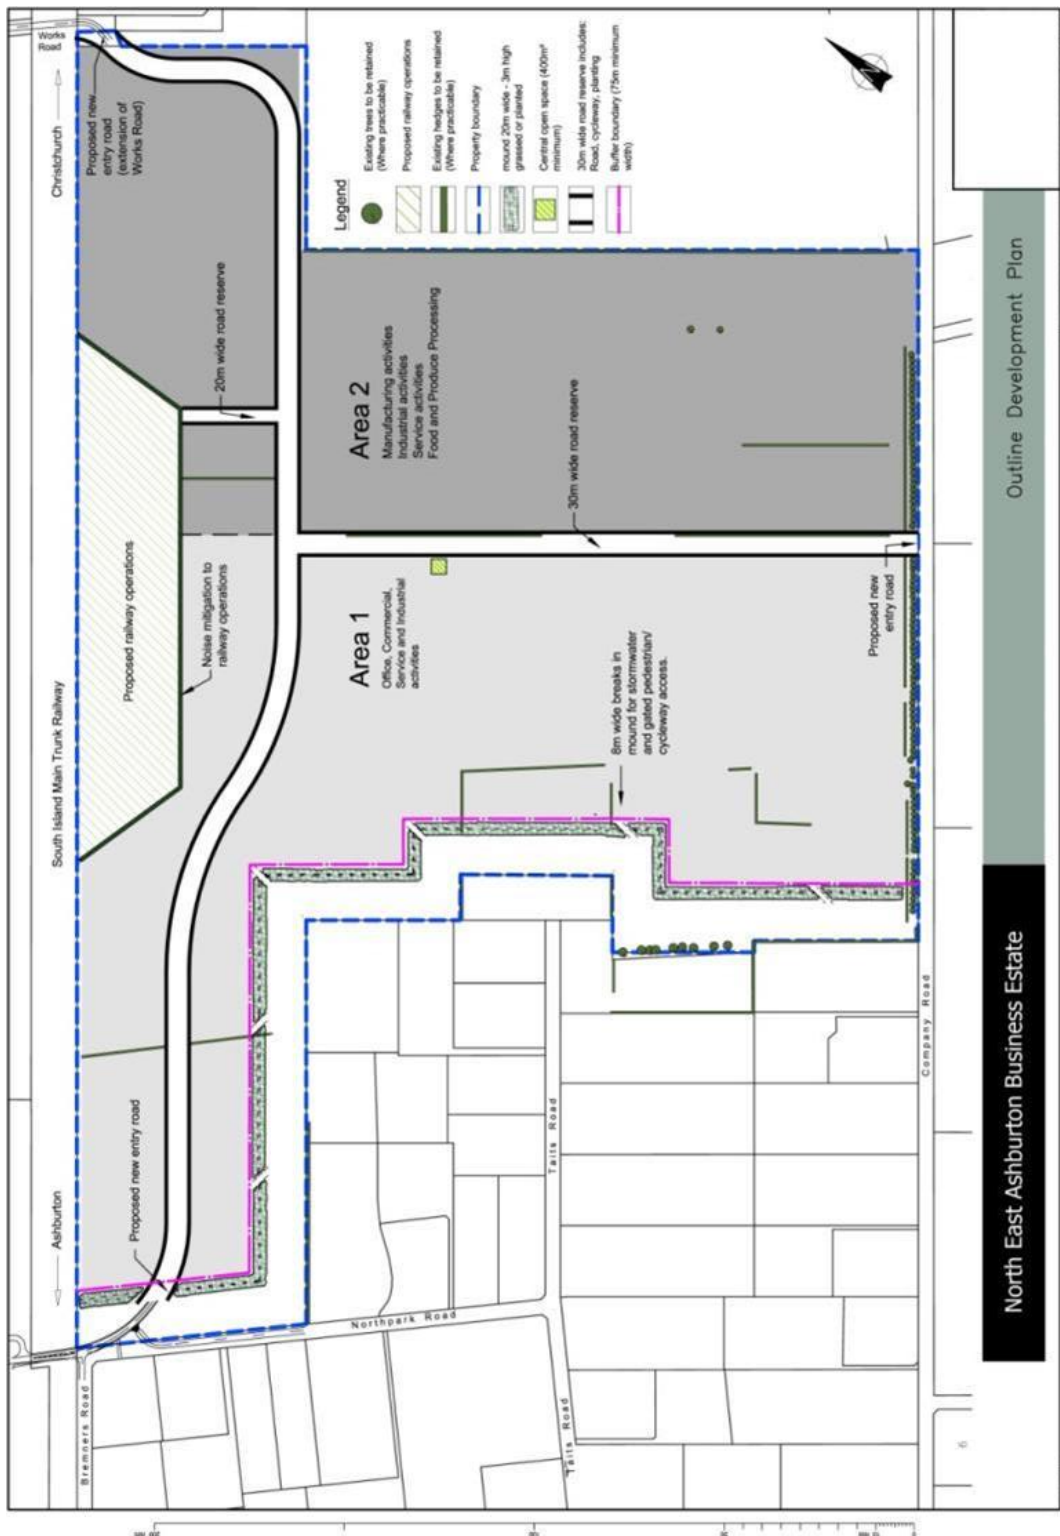 South Island Main Trunk Railway
Ashburton
Christchurch
Works
Road
Proposed new
entry road
(extension of
Works Road)
Proposed railway operations
Noise mitigation to
railway operations
20m wide road reserve
Proposed new entry road
Bremners Road
Northpark Road
Taits Road
Taits Road
Area 1
Office, Commercial,
Service and Industrial
activities
Area 2
Manufacturing activities
Industrial activities
Service activities
Food and Produce Processing
8m wide breaks in
mound for stormwater
and gated pedestrian/
cycleway access.
30m wide road reserve
Proposed new
entry road
Company Road
Legend
Existing trees to be retained
(Where practicable)
Proposed railway operations
Existing hedges to be retained
(Where practicable)
Property boundary
mound 20m wide - 3m high
grassed or planted
Central open space (400m²
minimum)
30m wide road reserve includes:
Road, cycleway, planting
Buffer boundary (75m minimum
width)
N
North East Ashburton Business Estate
Outline Development Plan